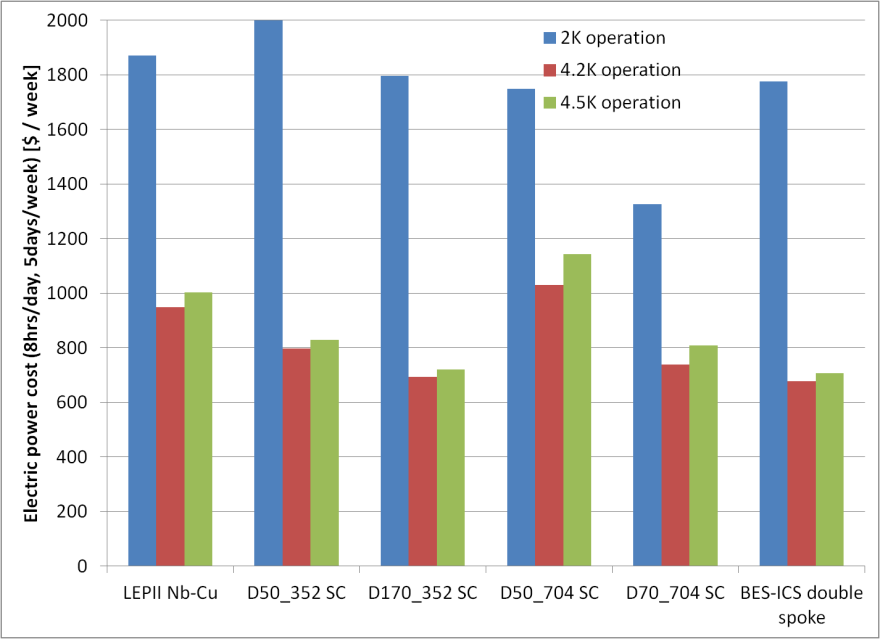 Electric power cost (8hrs/day, 5days/week) [$ / week]
2000
1800
1600
1400
1200
1000
800
600
400
200
0
2K operation
4.2K operation
4.5K operation
LEPII Nb-Cu
D50_352 SC
D170_352 SC
D50_704 SC
D70_704 SC
BES-ICS double
spoke